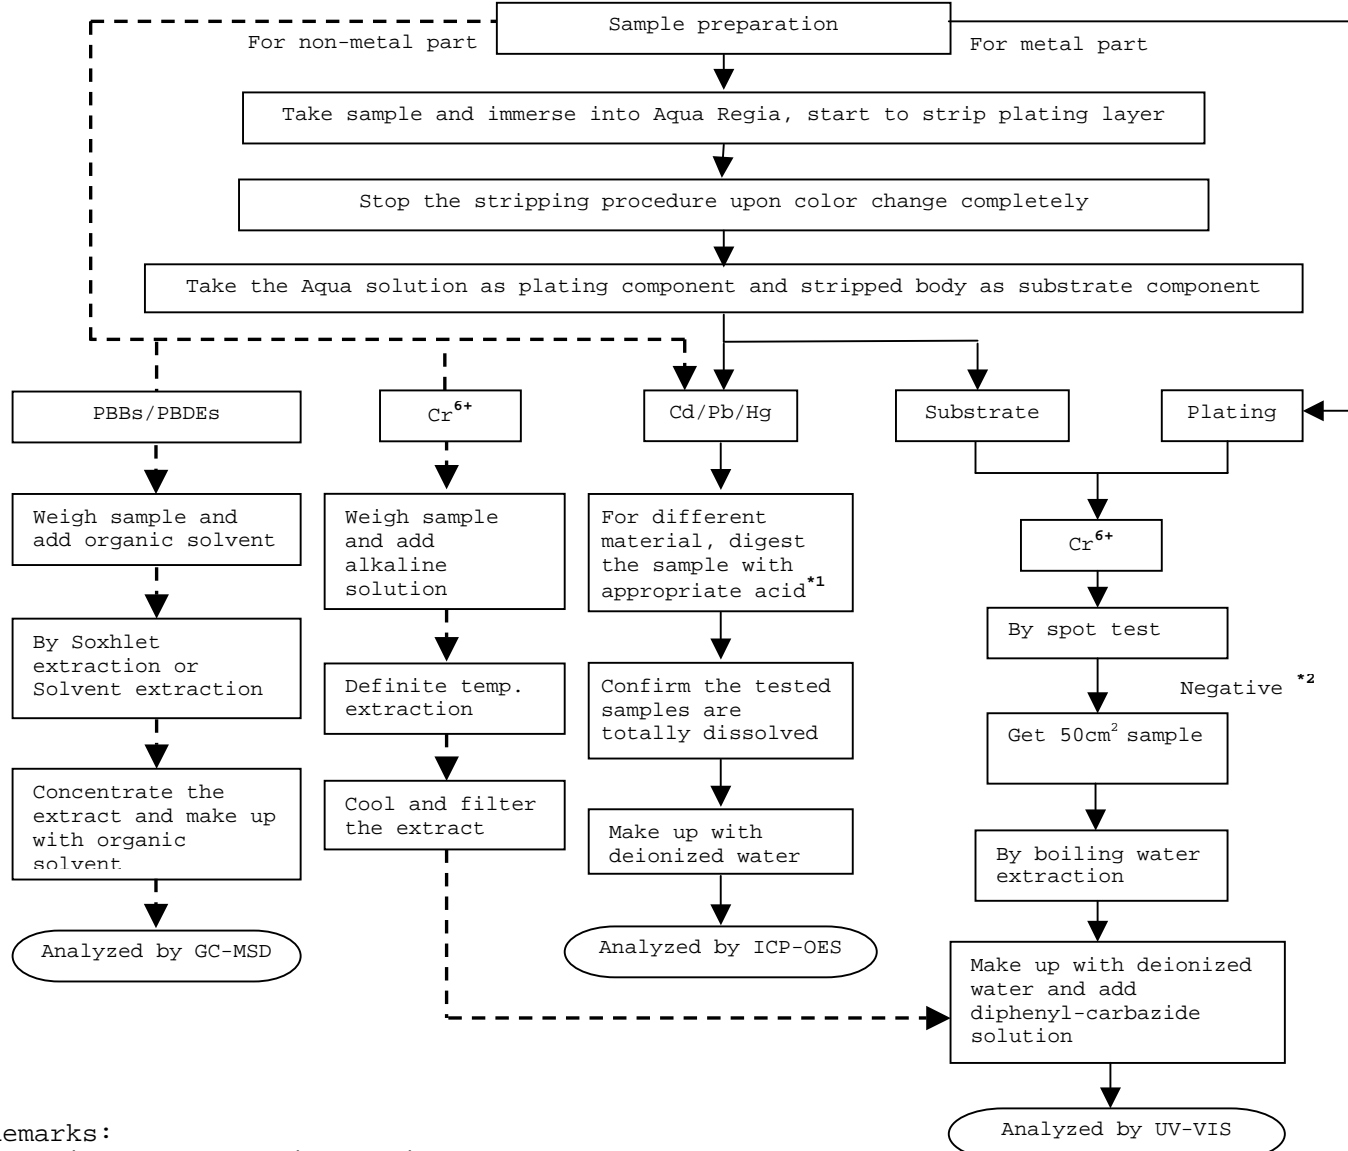 Sample preparation
For non-metal part
For metal part
Take sample and immerse into Aqua Regia, start to strip plating layer
Stop the stripping procedure upon color change completely
Take the Aqua solution as plating component and stripped body as substrate component
PBBs/PBDEs
Cr6+
Cd/Pb/Hg
Substrate
Plating
Weigh sample and
add organic solvent
Weigh sample
and add
alkaline
solution
For different
material, digest
the sample with
appropriate acid*1
Cr6+
By spot test
Negative *2
By Soxhlet
extraction or
Solvent extraction
Definite temp.
extraction
Confirm the tested
samples are
totally dissolved
Get 50cm2 sample
Concentrate the
extract and make up
with organic
solvent
Cool and filter
the extract
Make up with
deionized water
By boiling water
extraction
Analyzed by GC-MSD
Analyzed by ICP-OES
Make up with deionized
water and add
diphenyl-carbazide
solution
Analyzed by UV-VIS
emarks: